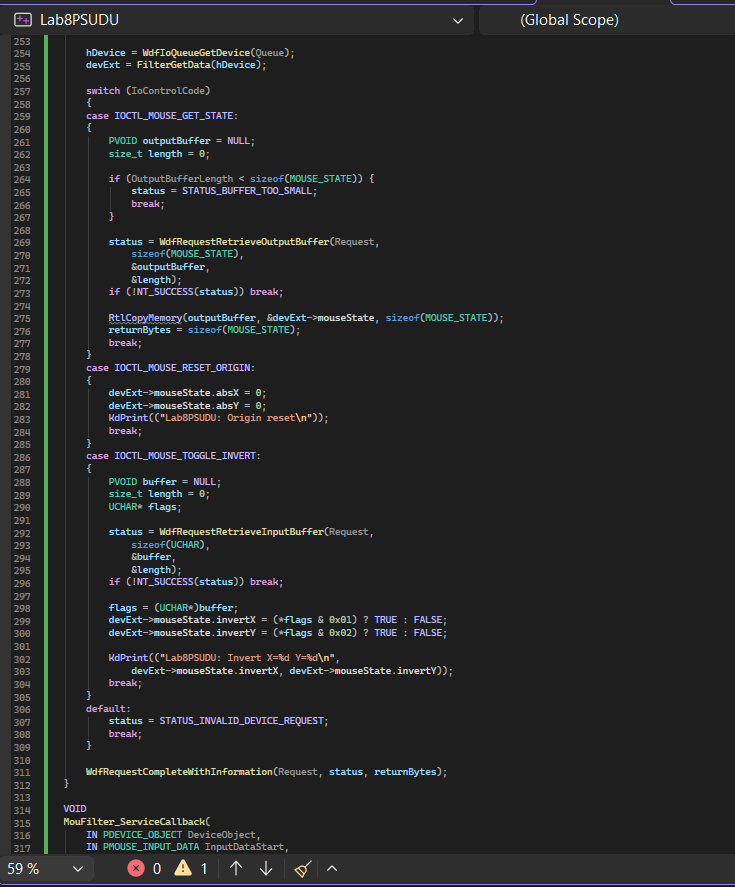 Lab8PSUDU
(Global Scope)
253
254 hDevice = WdfIoQueueGetDevice(Queue);
255 devExt = FilterGetData(hDevice);
256
257 switch (IoControlCode)
258 {
259 case IOCTL_MOUSE_GET_STATE:
260 {
261 PVOID outputBuffer = NULL;
262 size_t length = 0;
263
264 if (OutputBufferLength < sizeof(MOUSE_STATE)) {
265 status = STATUS_BUFFER_TOO_SMALL;
266 break;
267 }
268
269 status = WdfRequestRetrieveOutputBuffer(Request,
270 sizeof(MOUSE_STATE),
271 &outputBuffer,
272 &length);
273 if (!NT_SUCCESS(status)) break;
274
275 RtlCopyMemory(outputBuffer, &devExt->mouseState, sizeof(MOUSE_STATE));
276 returnBytes = sizeof(MOUSE_STATE);
277 break;
278 }
279 case IOCTL_MOUSE_RESET_ORIGIN:
280 {
281 devExt->mouseState.absX = 0;
282 devExt->mouseState.absY = 0;
283 KdPrint(("Lab8PSUDU: Origin reset\n"));
284 break;
285 }
286 case IOCTL_MOUSE_TOGGLE_INVERT:
287 {
288 PVOID buffer = NULL;
289 size_t length = 0;
290 UCHAR* flags;
291
292 status = WdfRequestRetrieveInputBuffer(Request,
293 sizeof(UCHAR),
294 &buffer,
295 &length);
296 if (!NT_SUCCESS(status)) break;
297
298 flags = (UCHAR*)buffer;
299 devExt->mouseState.invertX = (*flags & 0x01) ? TRUE : FALSE;
300 devExt->mouseState.invertY = (*flags & 0x02) ? TRUE : FALSE;
301
302 KdPrint(("Lab8PSUDU: Invert X=%d Y=%d\n",
303 devExt->mouseState.invertX, devExt->mouseState.invertY));
304 break;
305 }
306 default:
307 status = STATUS_INVALID_DEVICE_REQUEST;
308 break;
309 }
310
311 WdfRequestCompleteWithInformation(Request, status, returnBytes);
312 }
313
314 VOID
315 MouFilter_ServiceCallback(
316 IN PDEVICE_OBJECT DeviceObject,
317 IN PMOUSE_INPUT_DATA InputDataStart,
59 % 0 1